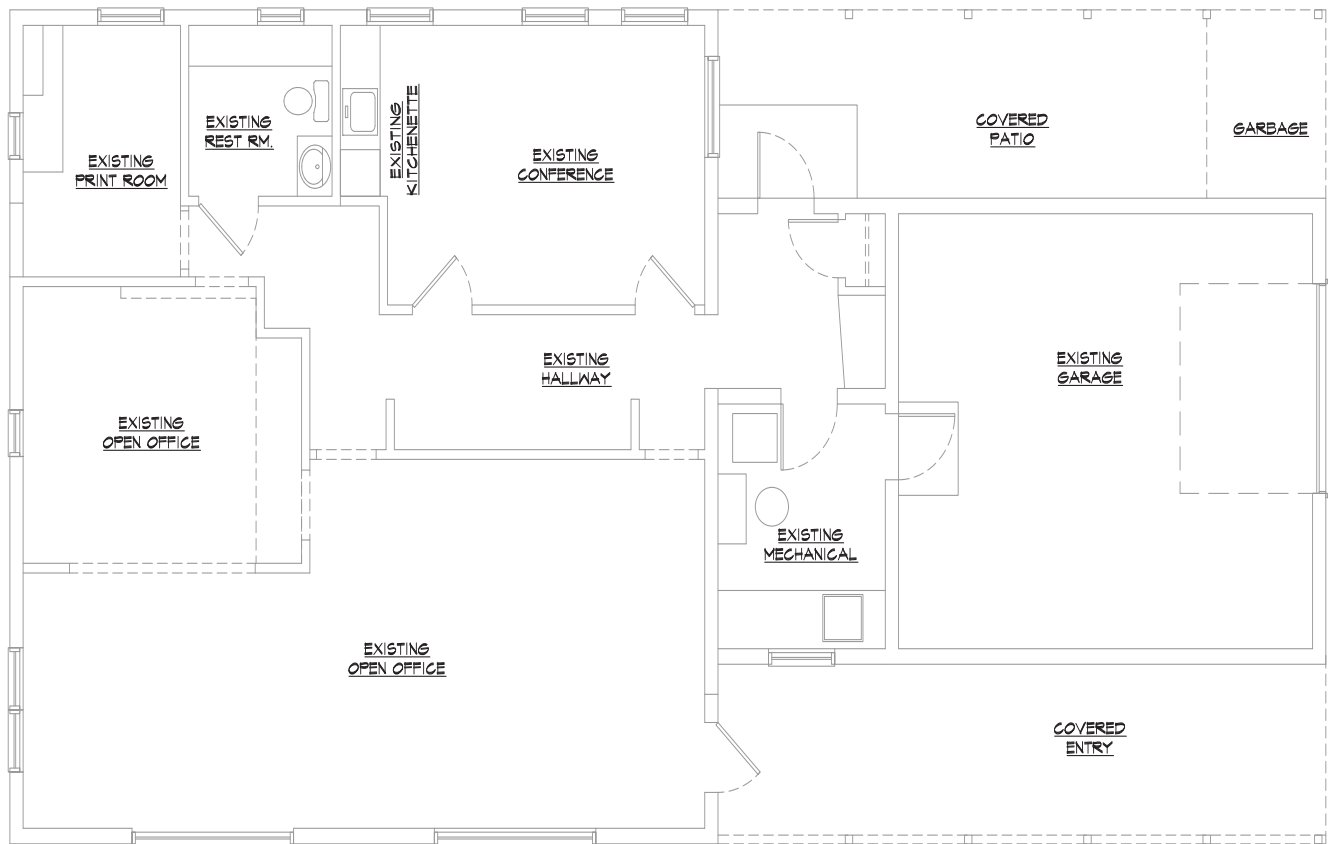 EXISTING
PRINT ROOM
EXISTING
REST RM.
EXISTING
KITCHENETTE
EXISTING
CONFERENCE
COVERED
PATIO
GARBAGE
EXISTING
HALLWAY
EXISTING
GARAGE
EXISTING
OPEN OFFICE
EXISTING
MECHANICAL
EXISTING
OPEN OFFICE
COVERED
ENTRY